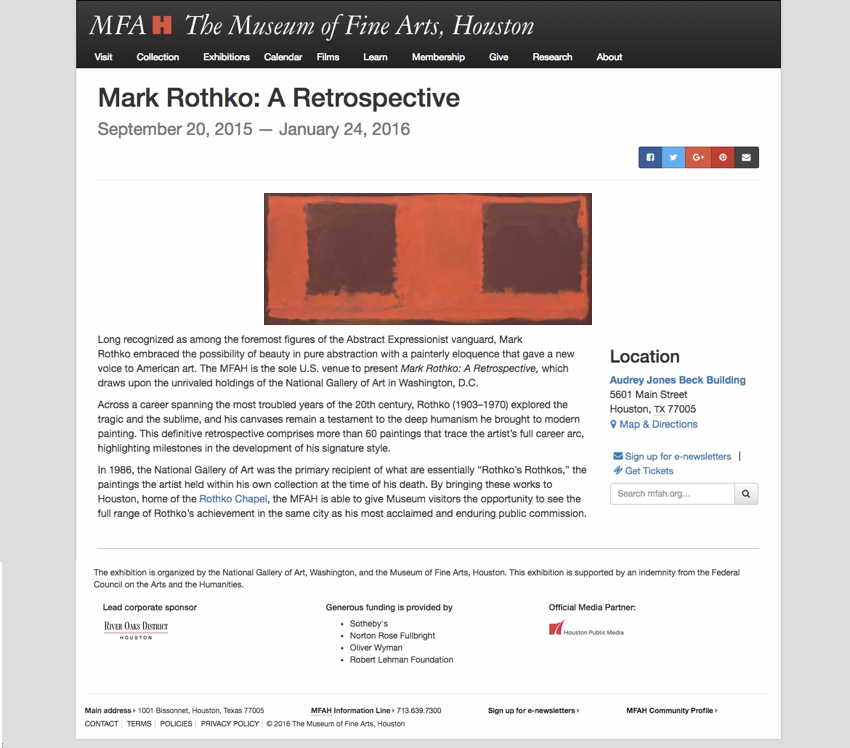 MFA H The Museum of Fine Arts, Houston
Visit Collection Exhibitions Calendar Films Learn Membership Give Research About
Mark Rothko: A Retrospective
September 20, 2015 — January 24, 2016
Long recognized as among the foremost figures of the Abstract Expressionist vanguard, Mark
Rothko embraced the possibility of beauty in pure abstraction with a painterly eloquence that gave a new
voice to American art. The MFAH is the sole U.S. venue to present Mark Rothko: A Retrospective, which
draws upon the unrivaled holdings of the National Gallery of Art in Washington, D.C.
Across a career spanning the most troubled years of the 20th century, Rothko (1903–1970) explored the
tragic and the sublime, and his canvases remain a testament to the deep humanism he brought to modern
painting. This definitive retrospective comprises more than 60 paintings that trace the artist's full career arc,
highlighting milestones in the development of his signature style.
In 1986, the National Gallery of Art was the primary recipient of what are essentially "Rothko's Rothkos," the
paintings the artist held within his own collection at the time of his death. By bringing these works to
Houston, home of the Rothko Chapel, the MFAH is able to give Museum visitors the opportunity to see the
full range of Rothko's achievement in the same city as his most acclaimed and enduring public commission.
Location
Audrey Jones Beck Building
5601 Main Street
Houston, TX 77005
Map & Directions
Sign up for e-newsletters |
Get Tickets
Search mfah.org...
The exhibition is organized by the National Gallery of Art, Washington, and the Museum of Fine Arts, Houston. This exhibition is supported by an indemnity from the Federal
Council on the Arts and the Humanities.
Lead corporate sponsor
River Oaks District
HOUSTON
Generous funding is provided by
• Sotheby's
• Norton Rose Fullbright
• Oliver Wyman
• Robert Lehman Foundation
Official Media Partner:
Houston Public Media
Main address 1001 Bissonnet, Houston, Texas 77005 MFAH Information Line 713.639.7300 Sign up for e-newsletters MFAH Community Profile
CONTACT | TERMS | POLICIES | PRIVACY POLICY | © 2016 The Museum of Fine Arts, Houston